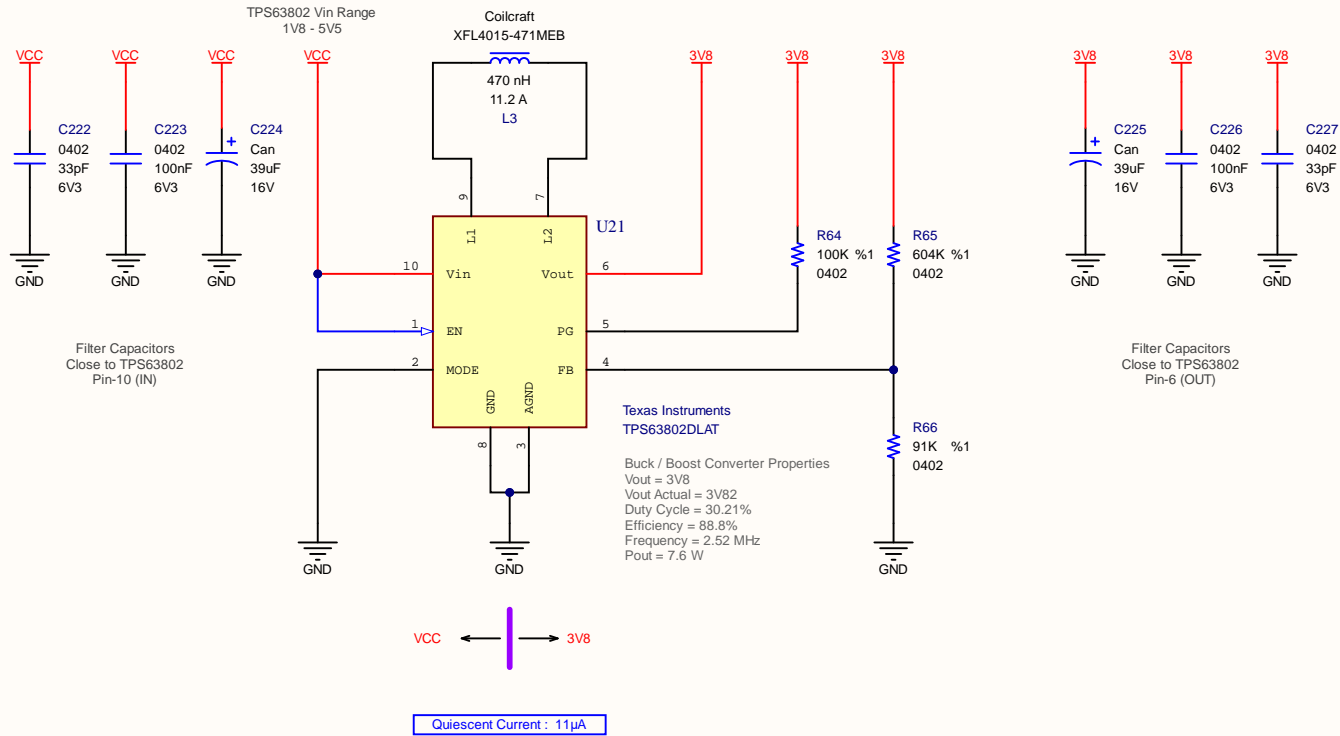 TPS63802 Vin Range
1V8 - 5V5
Coilcraft
XFL4015-471MEB
470 nH
11.2 A
L3
VCC
VCC
VCC
VCC
3V8
3V8
3V8
3V8
3V8
3V8
C222
0402
33pF
6V3
GND
C223
0402
100nF
6V3
GND
+
C224
Can
39uF
16V
GND
Filter Capacitors
Close to TPS63802
Pin-10 (IN)
9
7
L1
L2
U21
10
Vin
Vout
6
1
EN
PG
5
2
MODE
FB
4
GND
AGND
8
3
GND
GND
R64
100K %1
0402
R65
604K %1
0402
R66
91K %1
0402
GND
Texas Instruments
TPS63802DLAT
Buck / Boost Converter Properties
Vout = 3V8
Vout Actual = 3V82
Duty Cycle = 30.21%
Efficiency = 88.8%
Frequency = 2.52 MHz
Pout = 7.6 W
+
C225
Can
39uF
16V
GND
C226
0402
100nF
6V3
GND
C227
0402
33pF
6V3
GND
Filter Capacitors
Close to TPS63802
Pin-6 (OUT)
VCC
3V8
Quiescent Current : 11µA